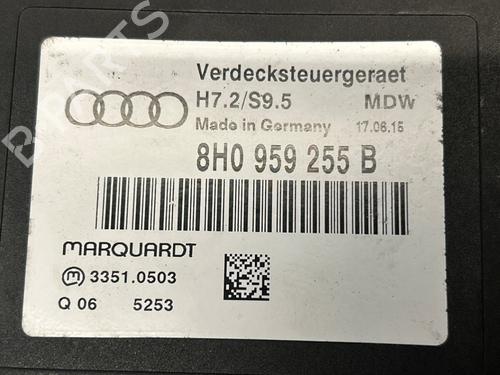 Verdecksteuergeraet
H7.2/S9.5 MDW
Made in Germany 17.06.15
8H0 959 255 B
MARQUARDT
m 3351.0503
Q 06 5253
B PARTS